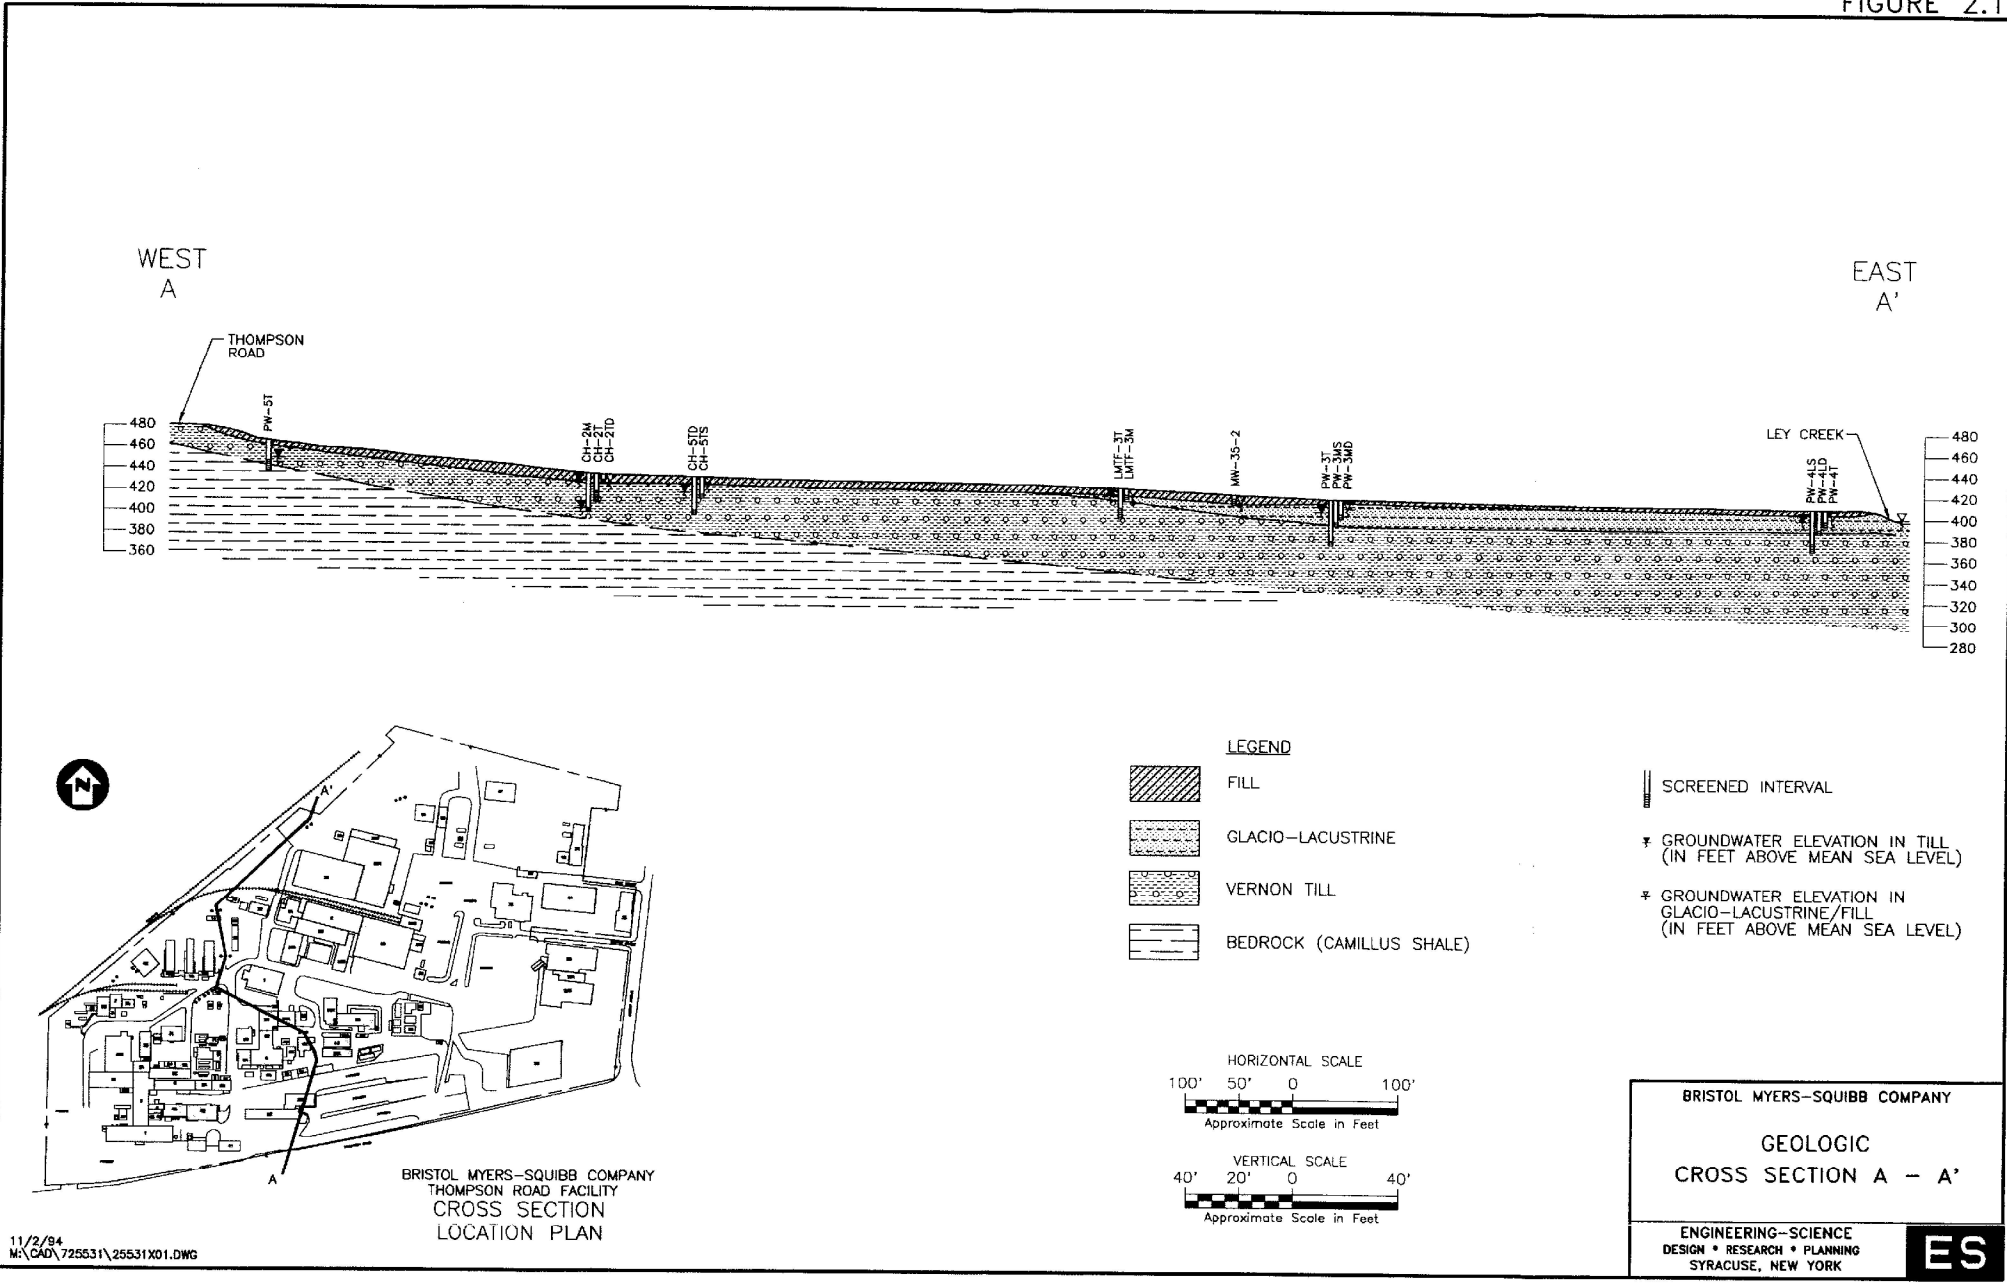 FIGURE 2.1
WEST
A
EAST
A'
THOMPSON
ROAD
LEY CREEK
PW-5T
CH-2M
CH-2T
CH-2TD
CH-5TD
CH-5TS
LMTF-3T
LMTF-3M
MW-35-2
PW-3T
PW-3MS
PW-3MD
PW-4LS
PW-4LD
PW-4T
480
460
440
420
400
380
360
480
460
440
420
400
380
360
340
320
300
280
N
A'
A
BRISTOL MYERS-SQUIBB COMPANY
THOMPSON ROAD FACILITY
CROSS SECTION
LOCATION PLAN
LEGEND
FILL
GLACIO-LACUSTRINE
VERNON TILL
BEDROCK (CAMILLUS SHALE)
SCREENED INTERVAL
GROUNDWATER ELEVATION IN TILL
(IN FEET ABOVE MEAN SEA LEVEL)
GROUNDWATER ELEVATION IN
GLACIO-LACUSTRINE/FILL
(IN FEET ABOVE MEAN SEA LEVEL)
HORIZONTAL SCALE
100' 50' 0 100'
Approximate Scale in Feet
VERTICAL SCALE
40' 20' 0 40'
Approximate Scale in Feet
BRISTOL MYERS-SQUIBB COMPANY
GEOLOGIC
CROSS SECTION A - A'
ENGINEERING-SCIENCE
DESIGN * RESEARCH * PLANNING
SYRACUSE, NEW YORK
ES
11/2/94
M:\CAD\725531\25531X01.DWG